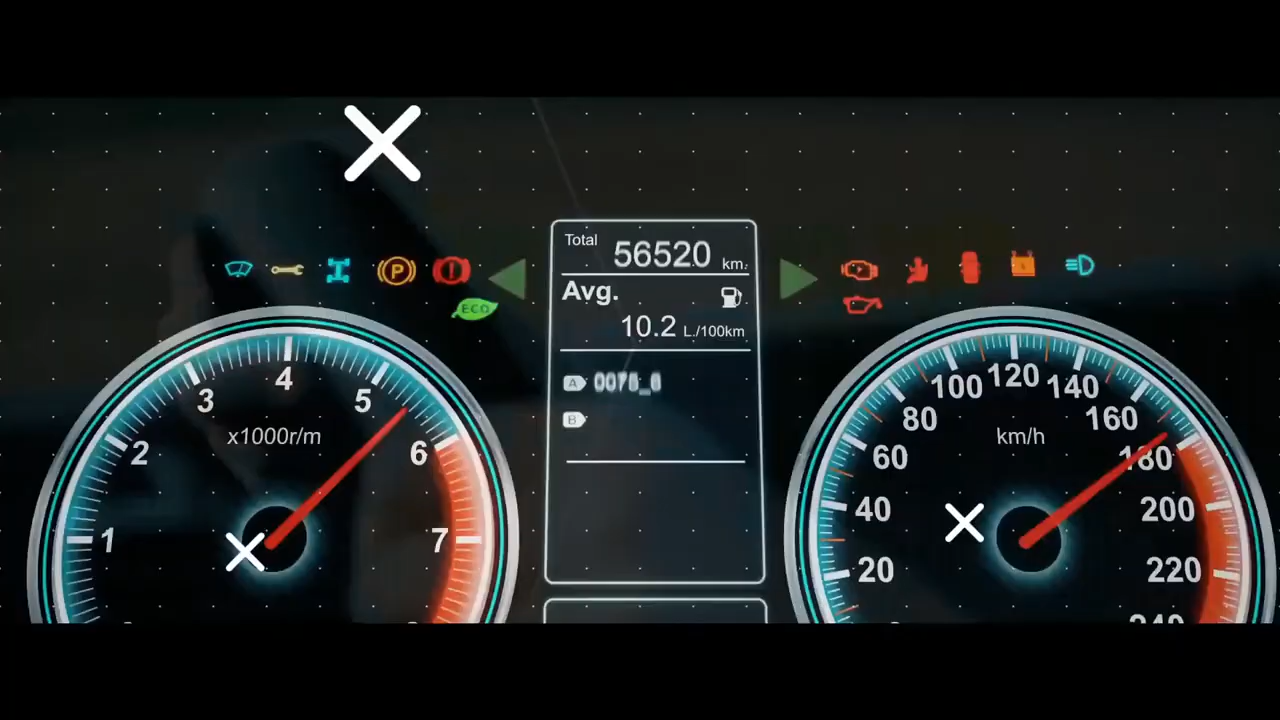 Total 56520 km.
Avg.
10.2 L./100km
A
B
P
ECO
1 2 3 4 5 6 7
x1000r/m
20 40 60 80 100 120 140 160 180 200 220
km/h